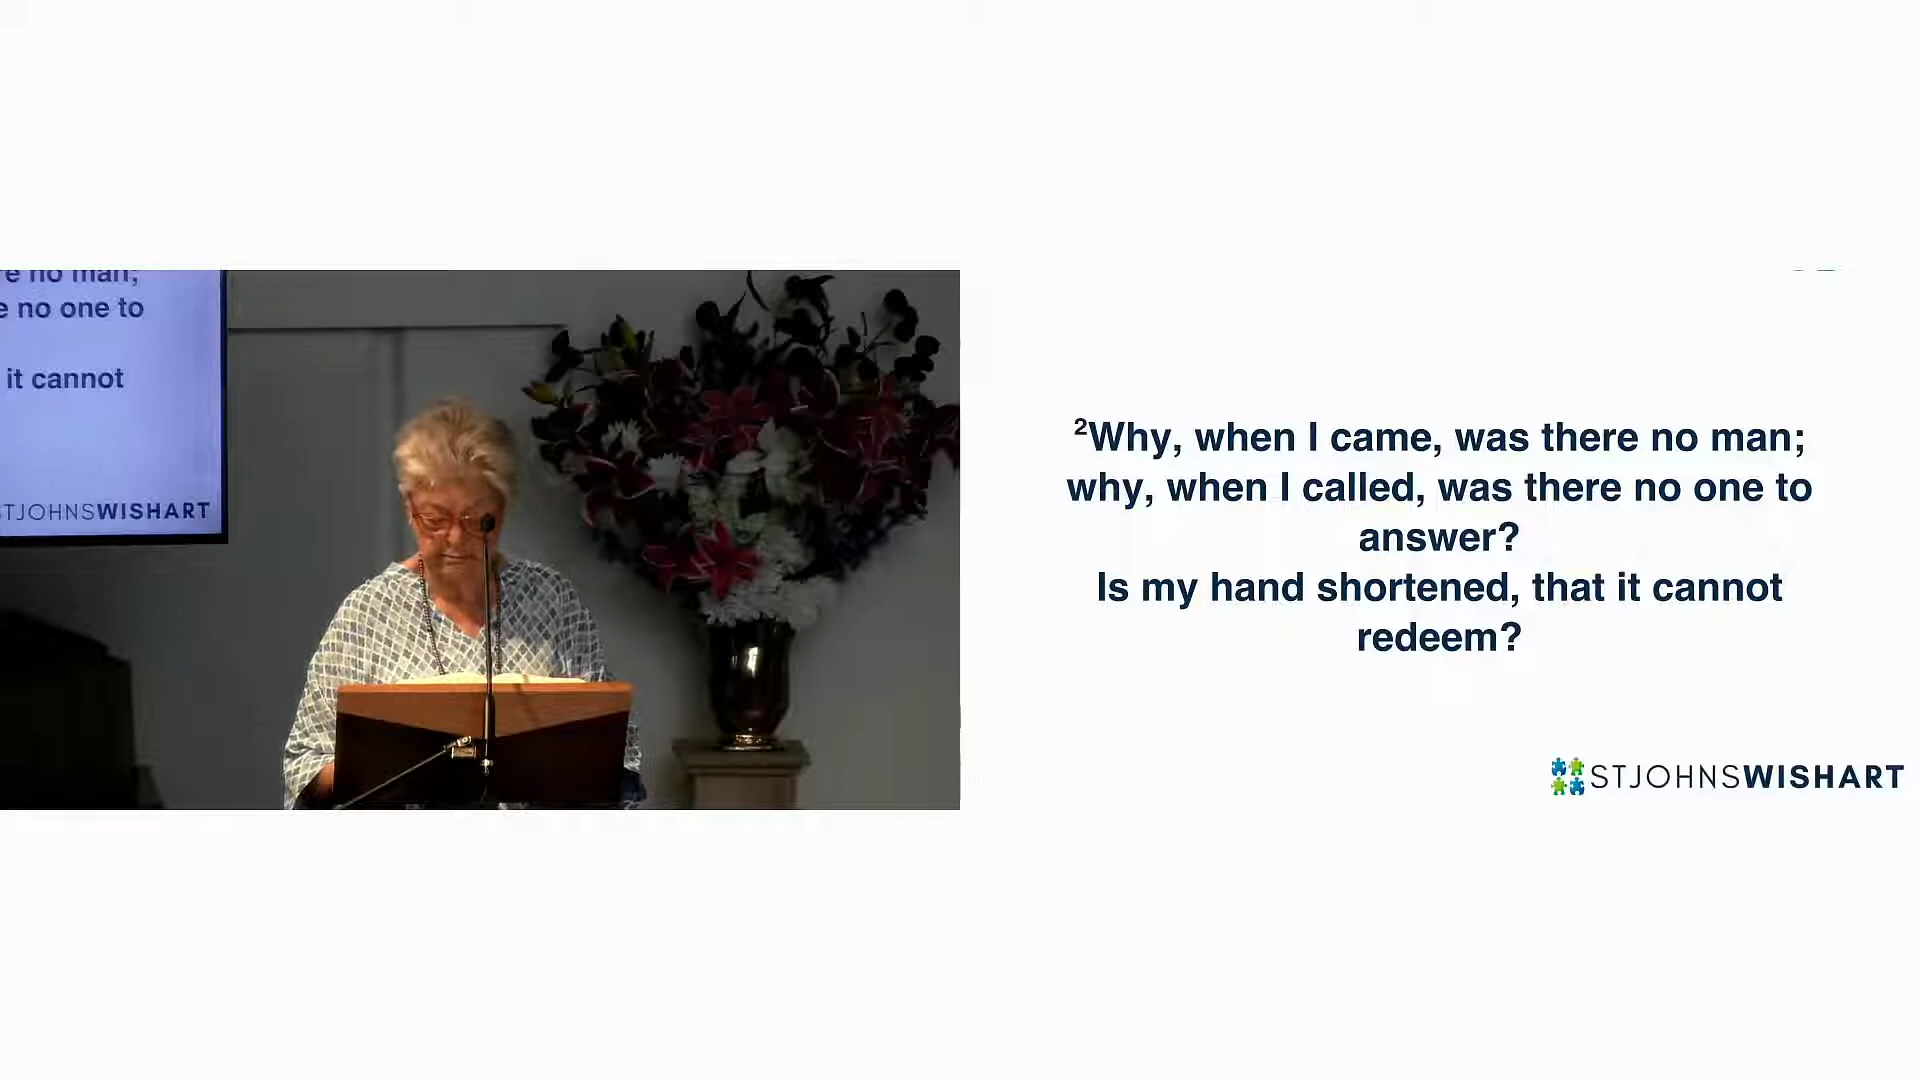 e no man;
e no one to
it cannot
STJOHNSWISHART
²Why, when I came, was there no man;
why, when I called, was there no one to
answer?
Is my hand shortened, that it cannot
redeem?
STJOHNSWISHART